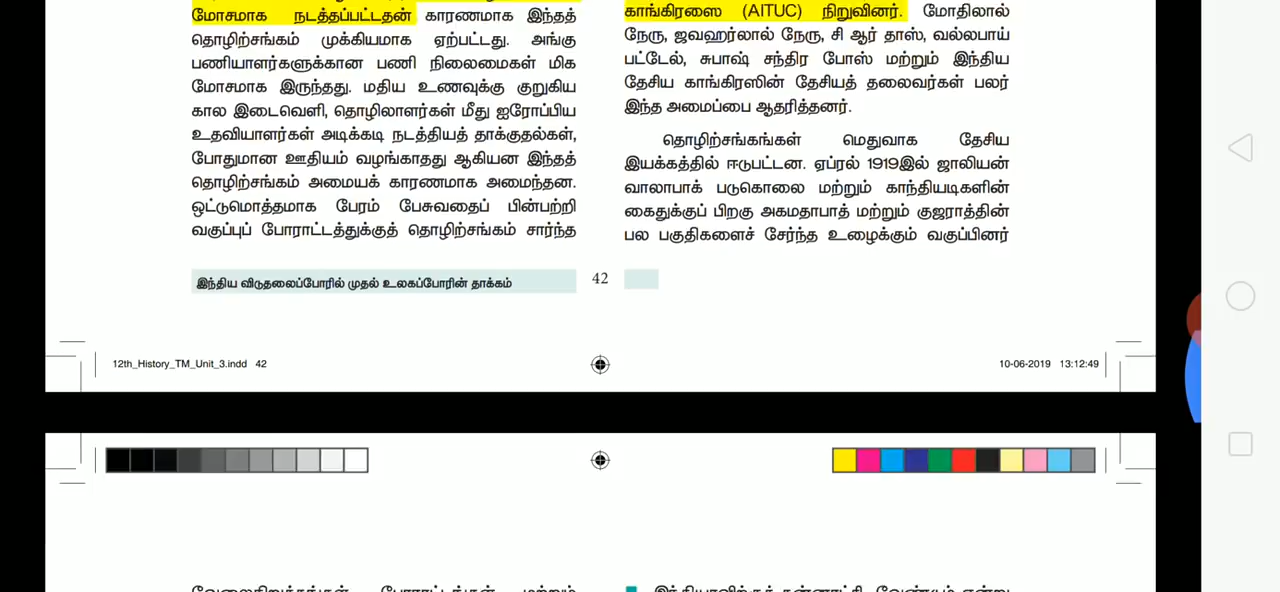 மோசமாக நடத்தப்பட்டதன் காரணமாக இந்தத்
தொழிற்சங்கம் முக்கியமாக ஏற்பட்டது. அங்கு
பணியாளர்களுக்கான பணி நிலைமைகள் மிக
மோசமாக இருந்தது. மதிய உணவுக்கு குறுகிய
கால இடைவெளி, தொழிலாளர்கள் மீது ஐரோப்பிய
உதவியாளர்கள் அடிக்கடி நடத்தியத் தாக்குதல்கள்,
போதுமான ஊதியம் வழங்காதது ஆகியன இந்தத்
தொழிற்சங்கம் அமையக் காரணமாக அமைந்தன.
ஒட்டுமொத்தமாக பேரம் பேசுவதைப் பின்பற்றி
வகுப்புப் போராட்டத்துக்குத் தொழிற்சங்கம் சார்ந்த
காங்கிரஸை (AITUC) நிறுவினர். மோதிலால்
நேரு, ஜவஹர்லால் நேரு, சி ஆர் தாஸ், வல்லபாய்
பட்டேல், சுபாஷ் சந்திர போஸ் மற்றும் இந்திய
தேசிய காங்கிரஸின் தேசியத் தலைவர்கள் பலர்
இந்த அமைப்பை ஆதரித்தனர்.
தொழிற்சங்கங்கள் மெதுவாக தேசிய
இயக்கத்தில் ஈடுபட்டன. ஏப்ரல் 1919இல் ஜாலியன்
வாலாபாக் படுகொலை மற்றும் காந்தியடிகளின்
கைதுக்குப் பிறகு அகமதாபாத் மற்றும் குஜராத்தின்
பல பகுதிகளைச் சேர்ந்த உழைக்கும் வகுப்பினர்
இந்திய விடுதலைப்போரில் முதல் உலகப்போரின் தாக்கம்
42
12th_History_TM_Unit_3.indd 42
10-06-2019 13:12:49